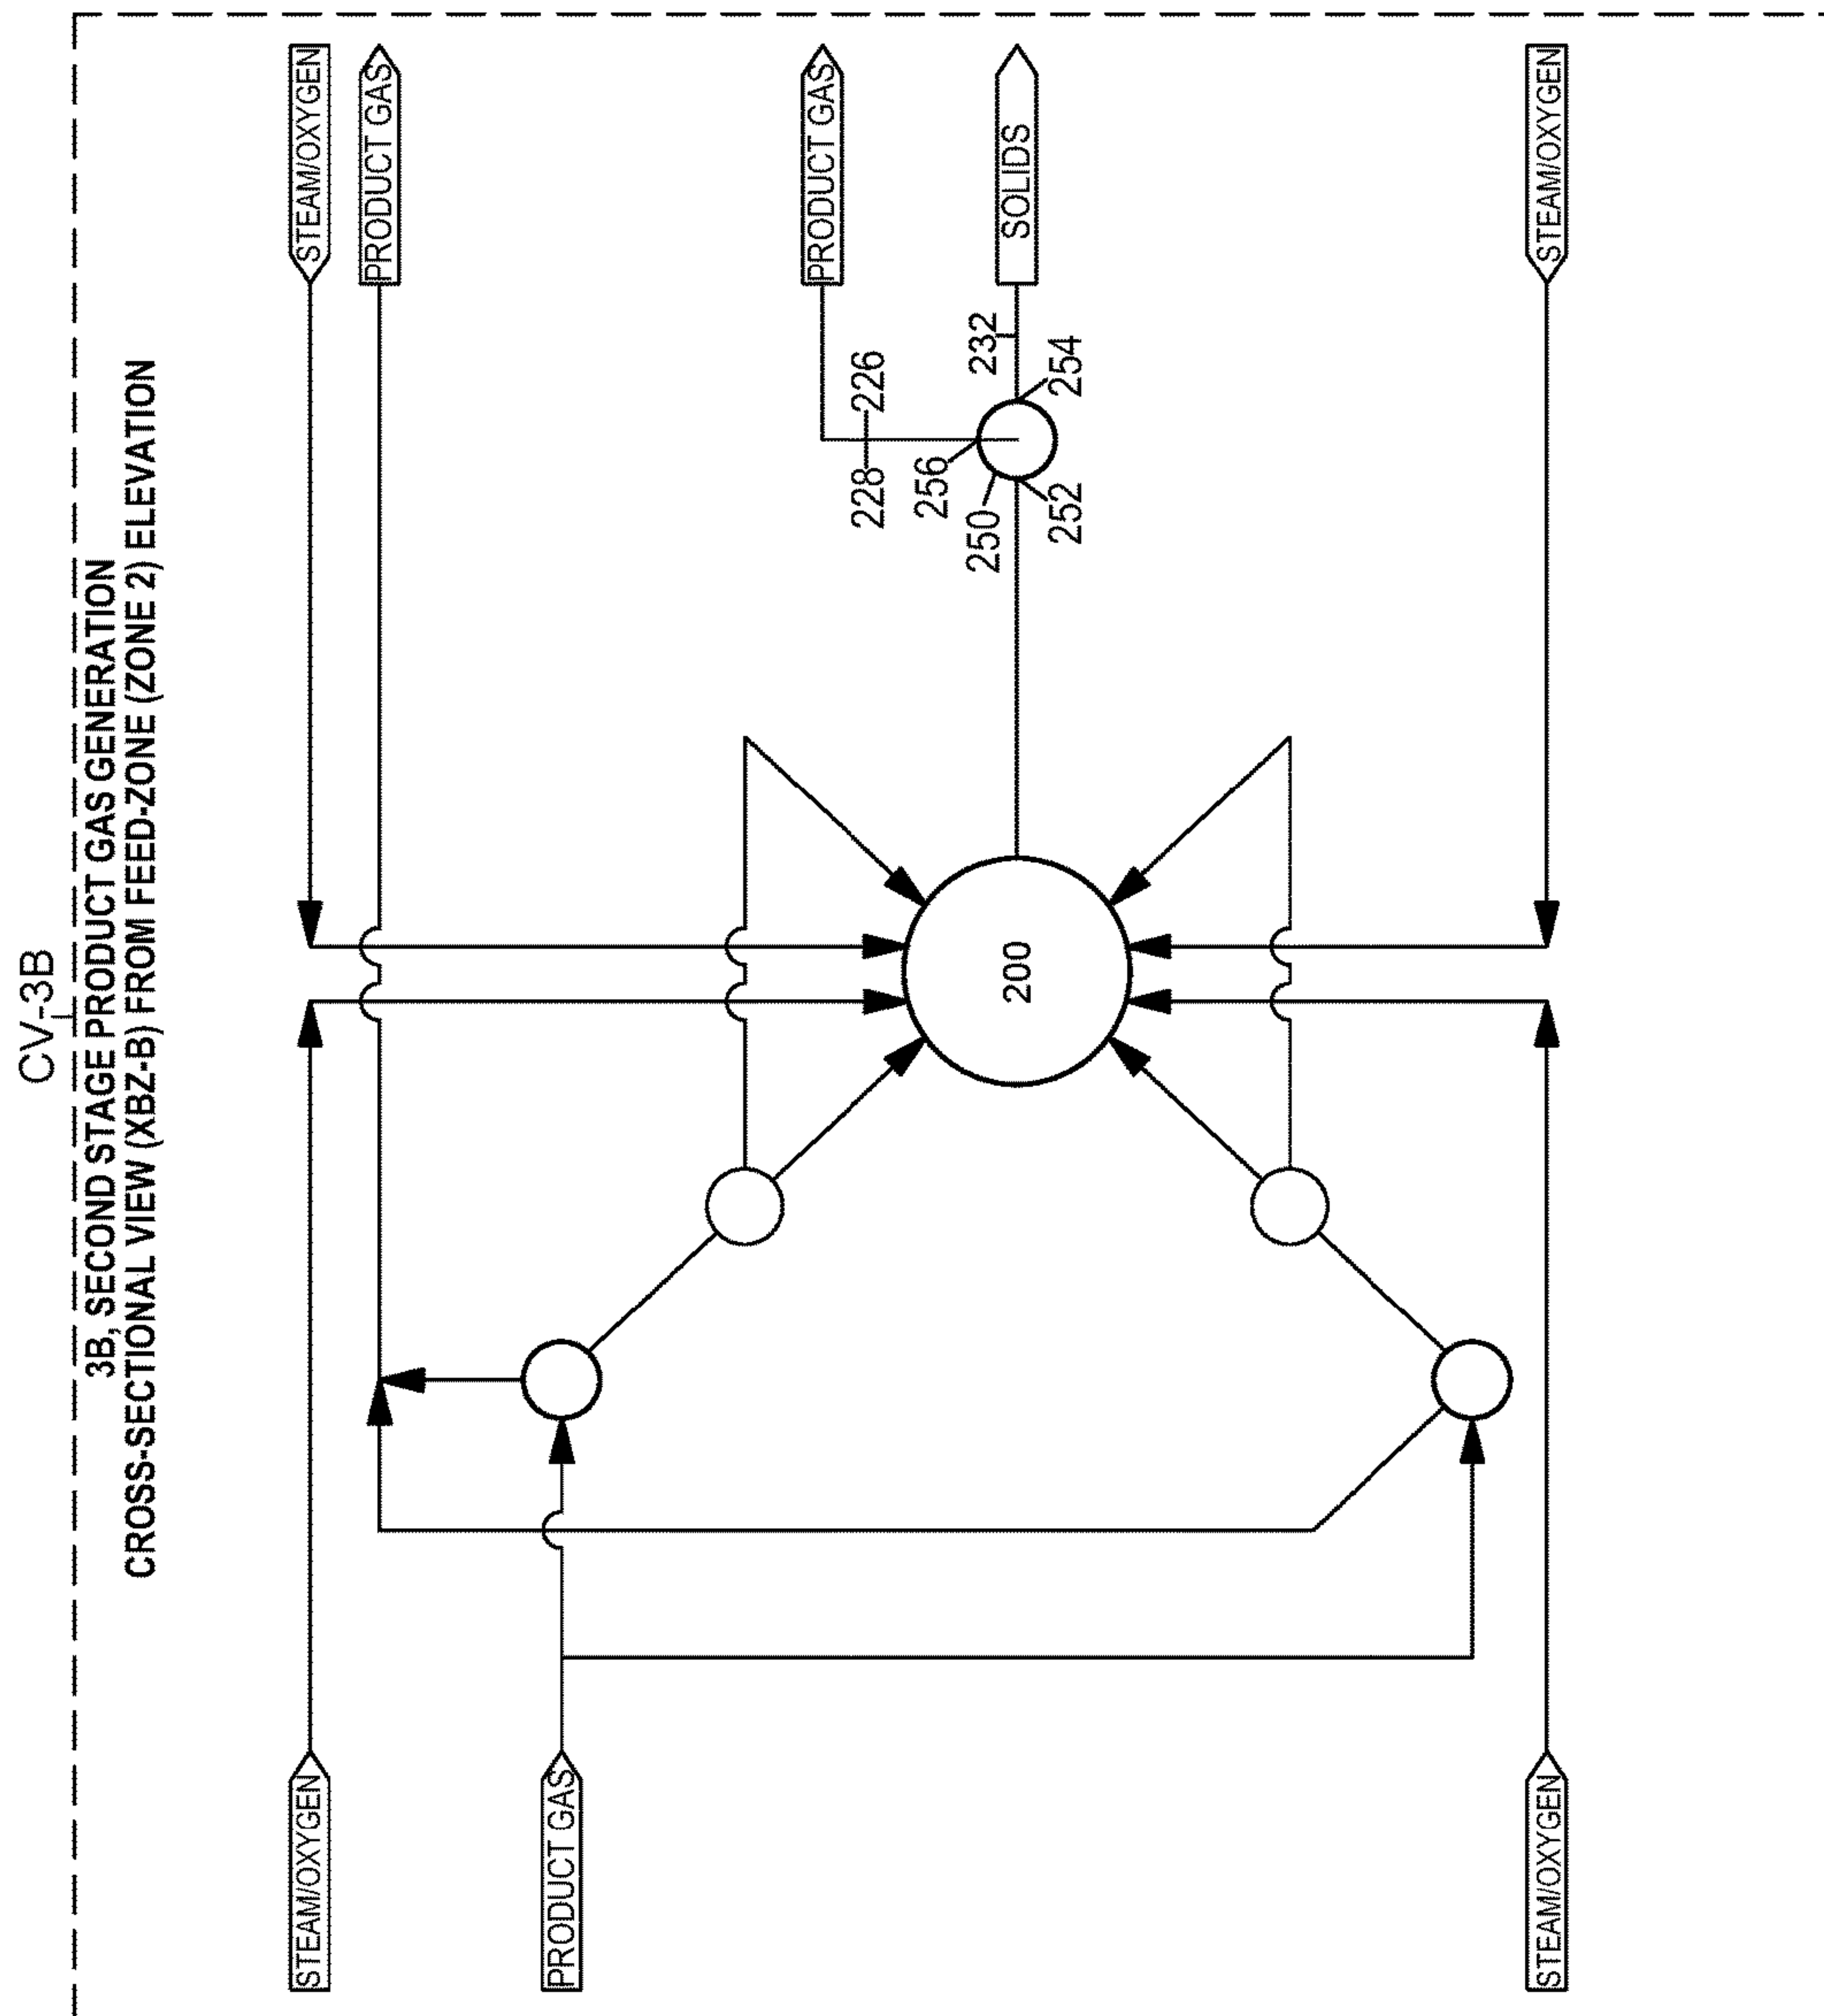 CV-3B
3B, SECOND STAGE PRODUCT GAS GENERATION
CROSS-SECTIONAL VIEW (XBZ-B) FROM FEED-ZONE (ZONE 2) ELEVATION
STEAM/OXYGEN
STEAM/OXYGEN
PRODUCT GAS
PRODUCT GAS
PRODUCT GAS
228
226
256
250
232
SOLIDS
252
254
200
STEAM/OXYGEN
STEAM/OXYGEN